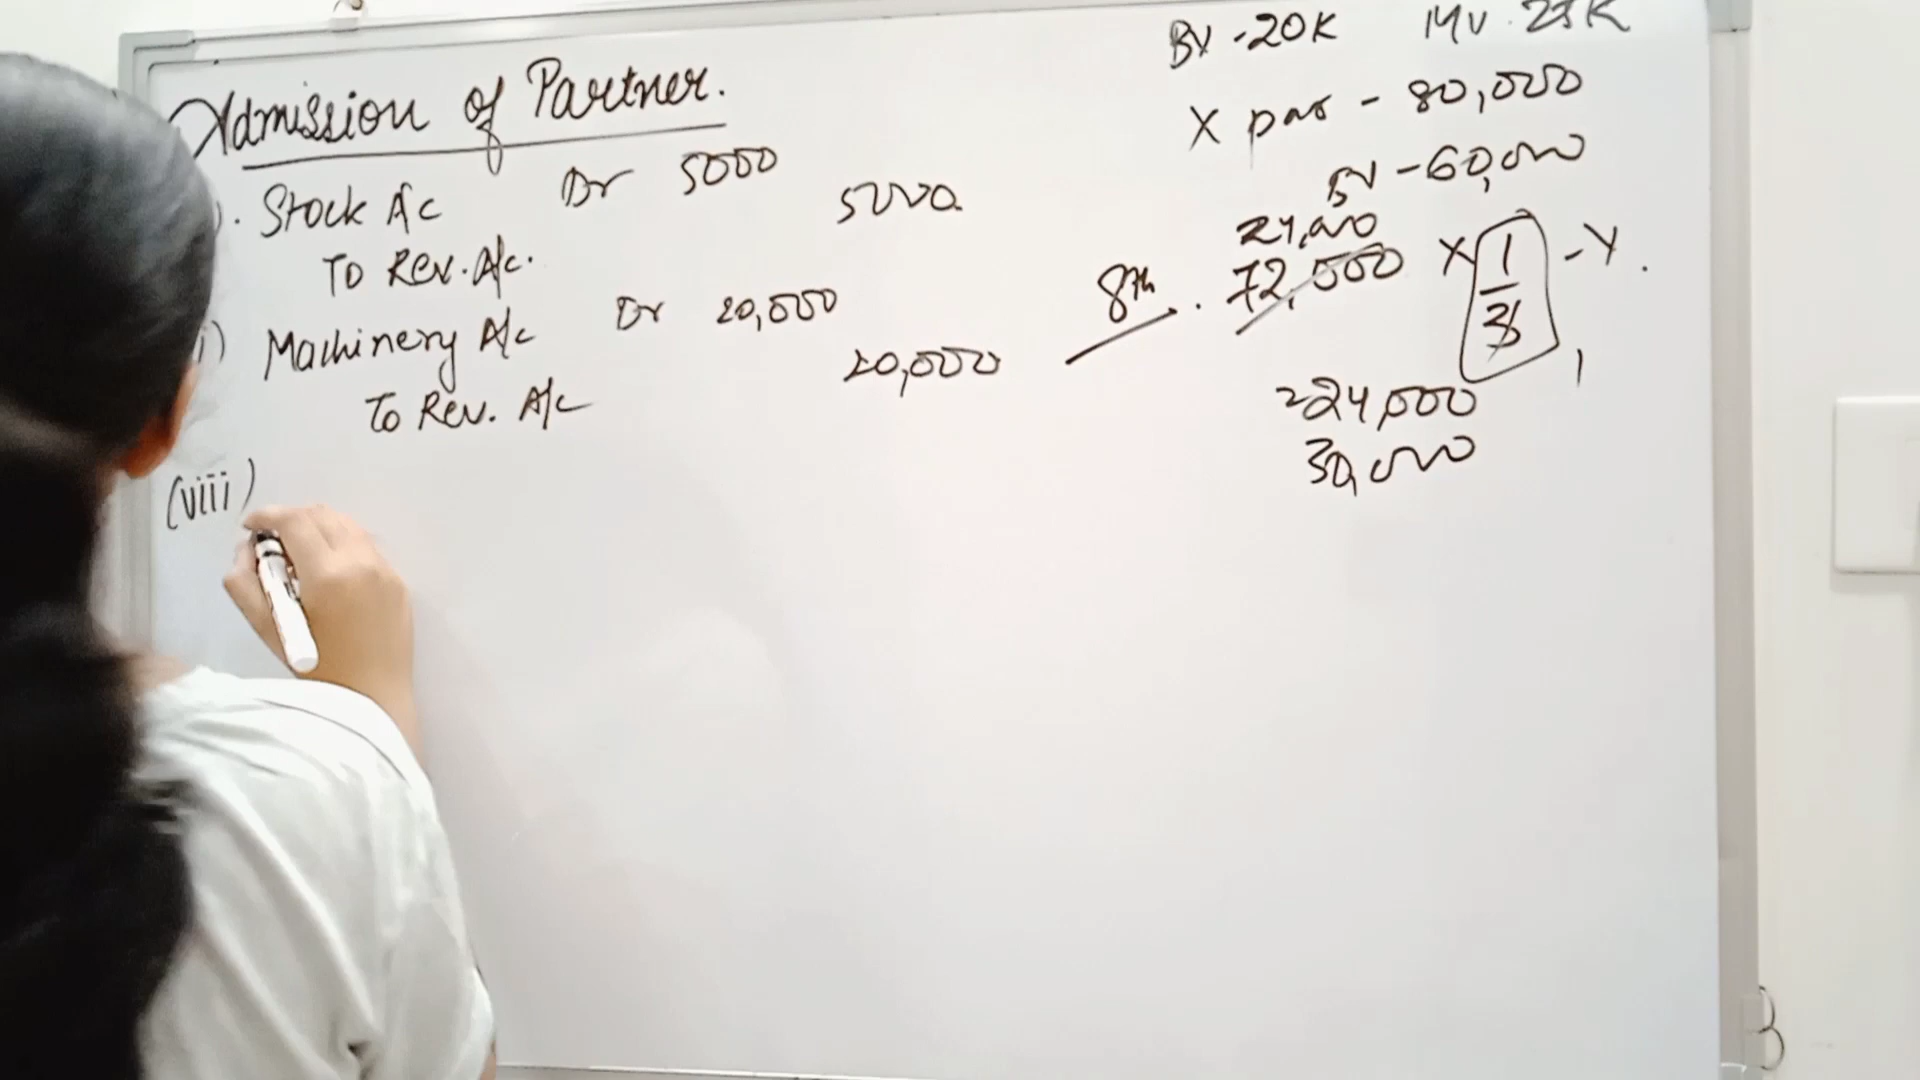 Admission of Partner.
). Stock A/c Dr 5000
To Rev. A/c. 5000.
i) Machinery A/c Dr 20,000
To Rev. A/c 20,000
(viii)
BV - 20K MV - 25K
X par - 80,000
BV - 60,000
24,000
8th . 72,000 X 1/3 - Y .
1
= 24,000
30,000